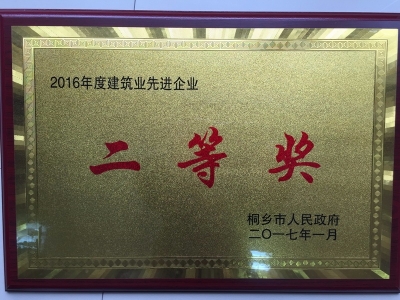 2016年度建筑业先进企业
二等奖
桐乡市人民政府
二〇一七年一月